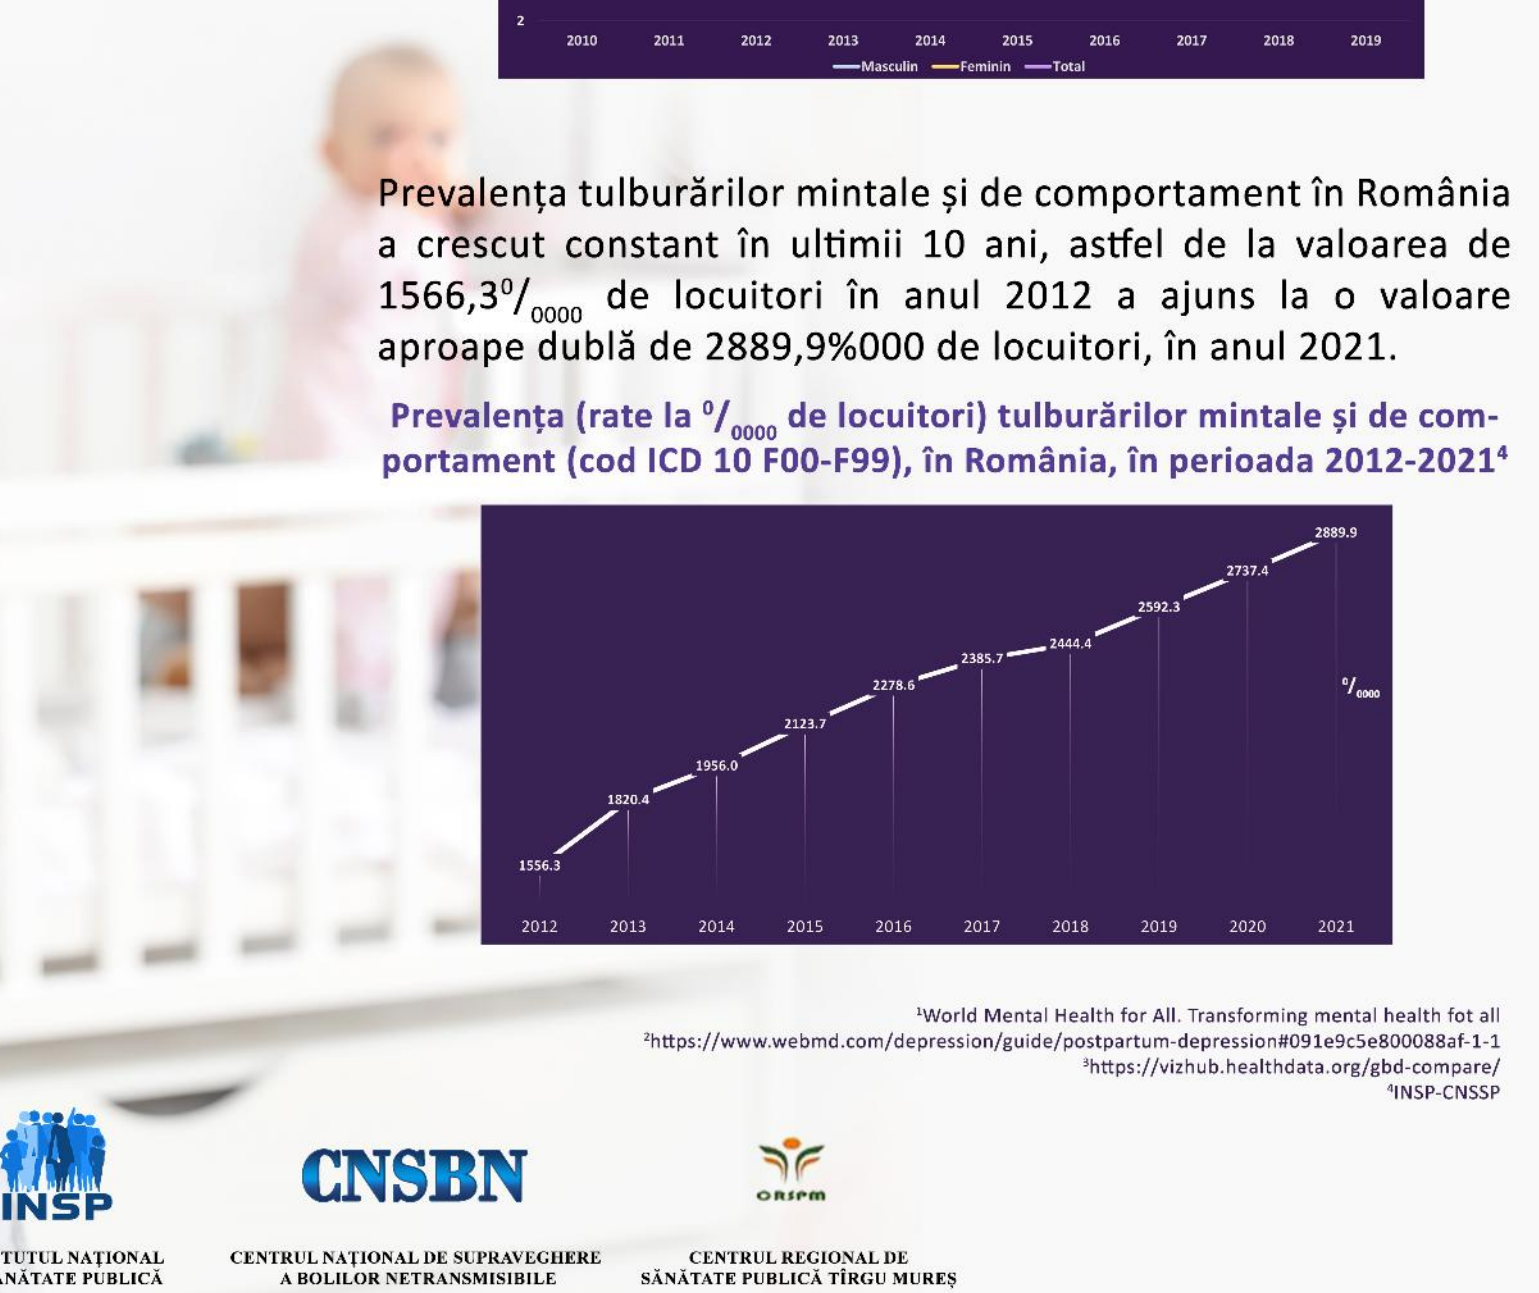 2
2010 2011 2012 2013 2014 2015 2016 2017 2018 2019
Masculin Feminin Total
Prevalența tulburărilor mintale și de comportament în România
a crescut constant în ultimii 10 ani, astfel de la valoarea de
1566,3⁰/₀₀₀₀ de locuitori în anul 2012 a ajuns la o valoare
aproape dublă de 2889,9%000 de locuitori, în anul 2021.
Prevalența (rate la ⁰/₀₀₀₀ de locuitori) tulburărilor mintale și de com-
portament (cod ICD 10 F00-F99), în România, în perioada 2012-2021⁴
2889.9
2737.4
2592.3
2444.4
2385.7
2278.6
⁰/₀₀₀₀
2123.7
1956.0
1820.4
1556.3
2012 2013 2014 2015 2016 2017 2018 2019 2020 2021
¹World Mental Health for All. Transforming mental health fot all
²https://www.webmd.com/depression/guide/postpartum-depression#091e9c5e800088af-1-1
³https://vizhub.healthdata.org/gbd-compare/
⁴INSP-CNSSP
INSP
CNSBN
ORSPM
TUTUL NAȚIONAL
NĂTATE PUBLICĂ
CENTRUL NAȚIONAL DE SUPRAVEGHERE
A BOLILOR NETRANSMISIBILE
CENTRUL REGIONAL DE
SĂNĂTATE PUBLICĂ TÎRGU MUREȘ